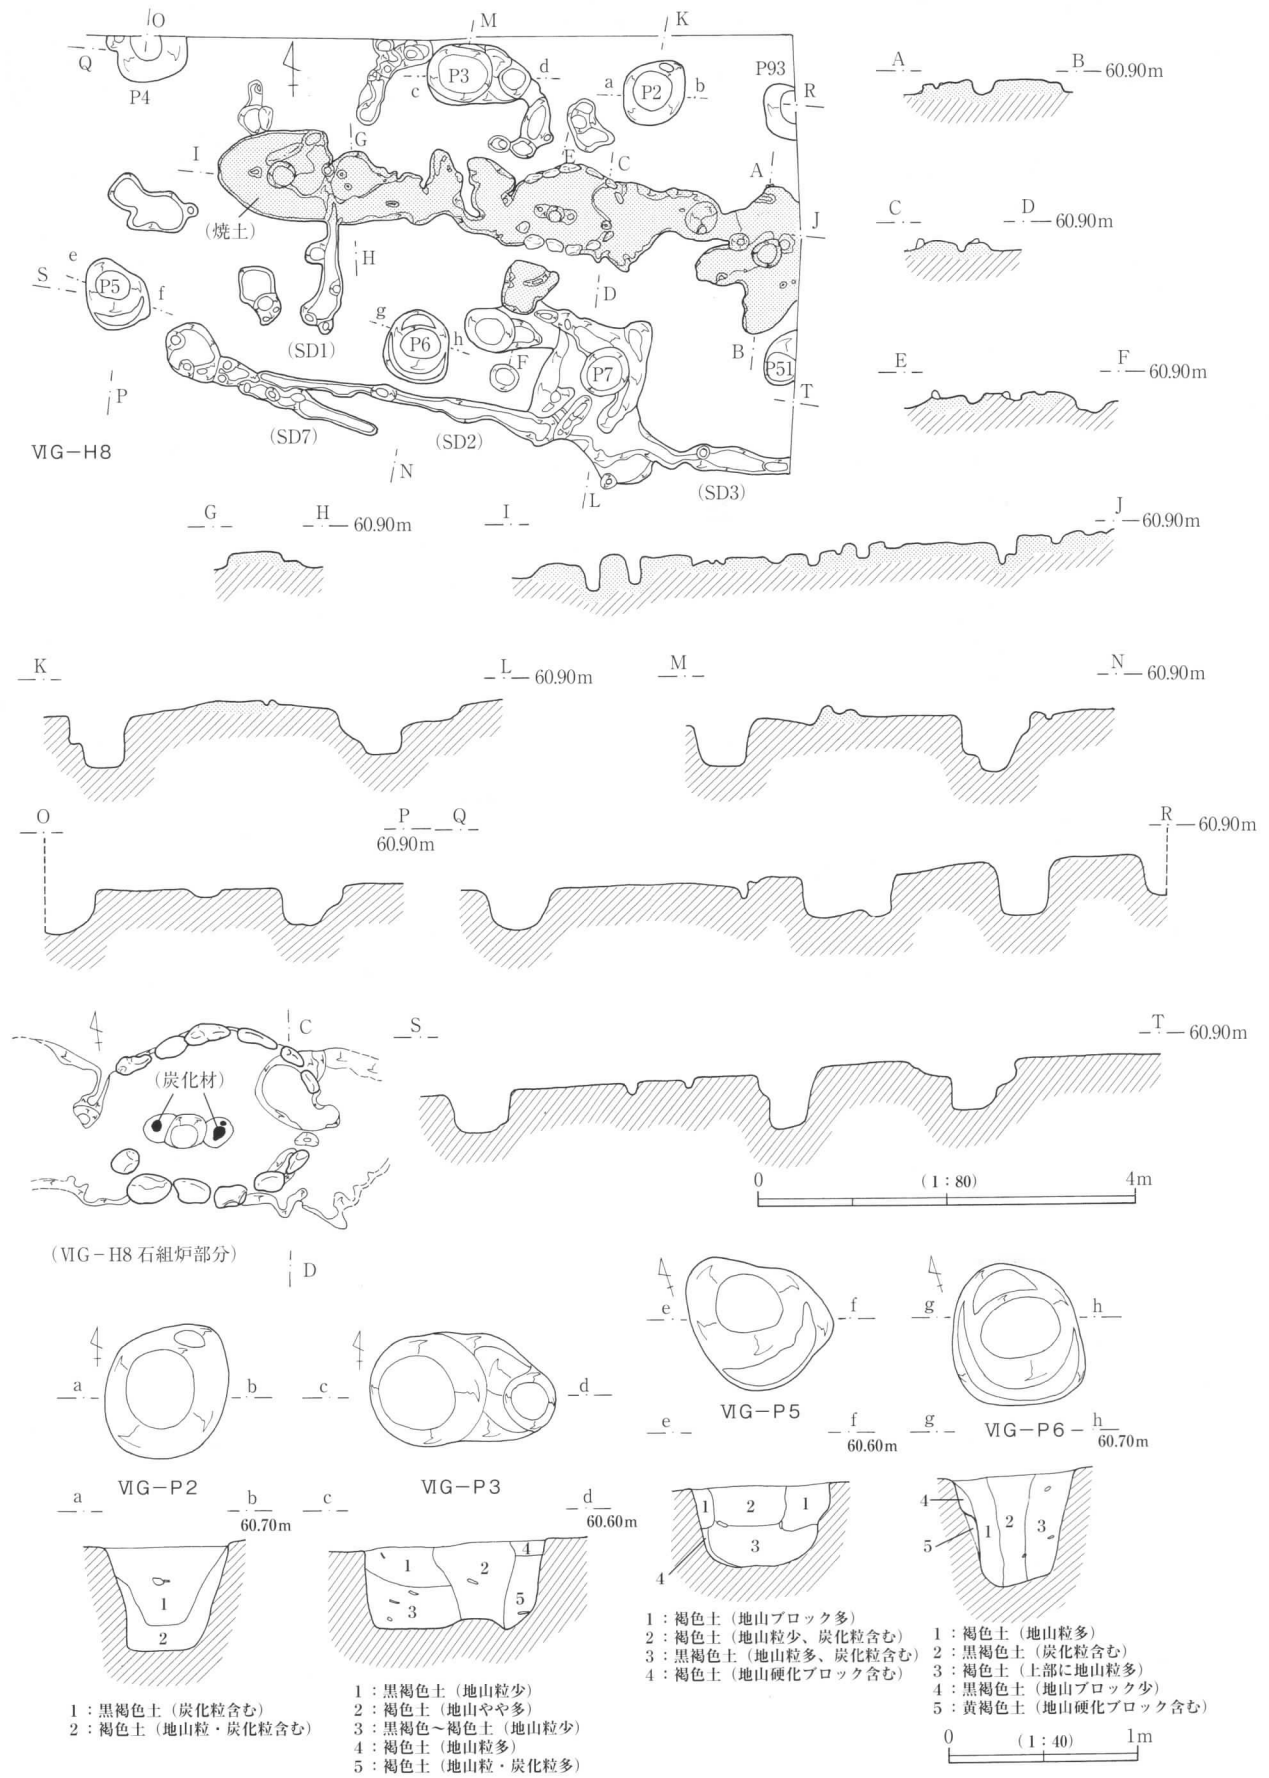 O
M
K
Q
P4
P3
c
d
a
P2
b
P93
R
A
B
60.90m
I
G
E
C
A
(焼土)
J
C
D
60.90m
e
S
P5
f
H
D
g
P6
h
F
P7
B
P51
T
E
F
60.90m
P
(SD1)
(SD7)
(SD2)
N
L
(SD3)
ⅥG-H8
G
H
60.90m
I
J
60.90m
K
L
60.90m
M
N
60.90m
O
P
60.90m
Q
R
60.90m
C
(炭化材)
S
T
60.90m
0
(1:80)
4m
(ⅥG-H8 石組炉部分)
D
a
b
ⅥG-P2
c
d
ⅥG-P3
e
f
ⅥG-P5
g
h
ⅥG-P6
a
b
60.70m
1
2
c
d
60.60m
1
2
3
4
5
e
f
60.60m
1
2
1
3
4
g
h
60.70m
4
5
1
2
3
1:黒褐色土(炭化粒含む)
2:褐色土(地山粒・炭化粒含む)
1:黒褐色土(地山粒少)
2:褐色土(地山やや多)
3:黒褐色~褐色土(地山粒少)
4:褐色土(地山粒多)
5:褐色土(地山粒・炭化粒多)
1:褐色土(地山ブロック多)
2:褐色土(地山粒少、炭化粒含む)
3:黒褐色土(地山粒多、炭化粒含む)
4:褐色土(地山硬化ブロック含む)
1:褐色土(地山粒多)
2:黒褐色土(炭化粒含む)
3:褐色土(上部に地山粒多)
4:黒褐色土(地山ブロック少)
5:黄褐色土(地山硬化ブロック含む)
0
(1:40)
1m